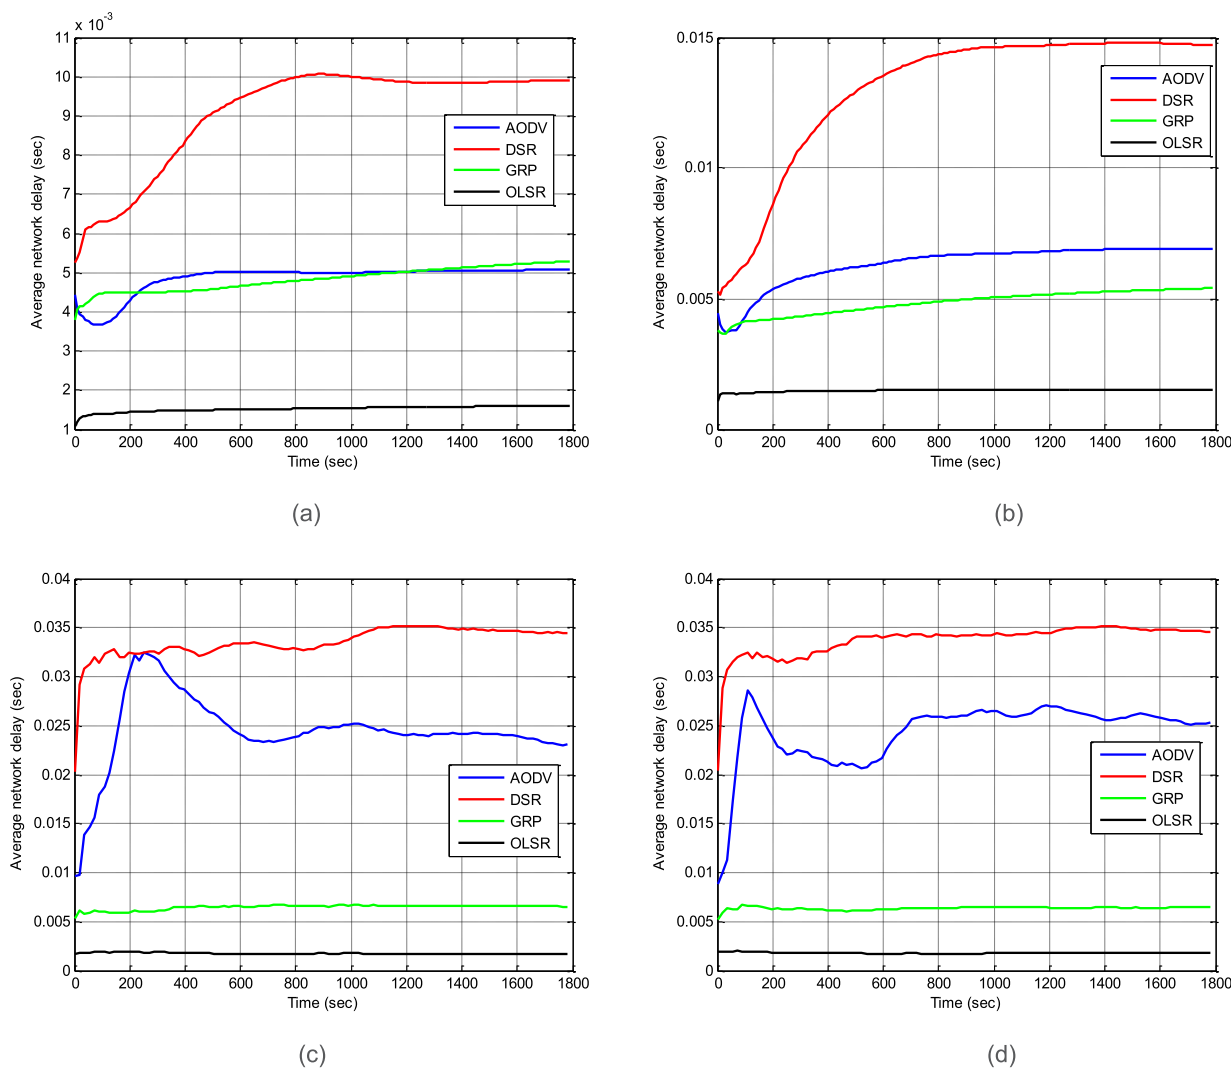 x 10-3
11
10
9
8
7
6
5
4
3
2
1
0 200 400 600 800 1000 1200 1400 1600 1800
Average network delay (sec)
Time (sec)
AODV
DSR
GRP
OLSR
(a)
0.015
0.01
0.005
0
0 200 400 600 800 1000 1200 1400 1600 1800
Average network delay (sec)
Time (sec)
AODV
DSR
GRP
OLSR
(b)
0.04
0.035
0.03
0.025
0.02
0.015
0.01
0.005
0
0 200 400 600 800 1000 1200 1400 1600 1800
Average network delay (sec)
Time (sec)
AODV
DSR
GRP
OLSR
(c)
0.04
0.035
0.03
0.025
0.02
0.015
0.01
0.005
0
0 200 400 600 800 1000 1200 1400 1600 1800
Average network delay (sec)
Time (sec)
AODV
DSR
GRP
OLSR
(d)